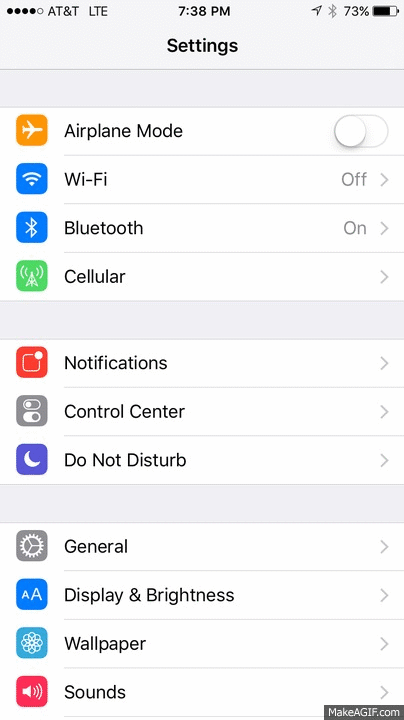 AT&T LTE 7:38 PM 73%
Settings
Airplane Mode
Wi-Fi Off
Bluetooth On
Cellular
Notifications
Control Center
Do Not Disturb
General
AA Display & Brightness
Wallpaper
Sounds
MakeAGIF.com